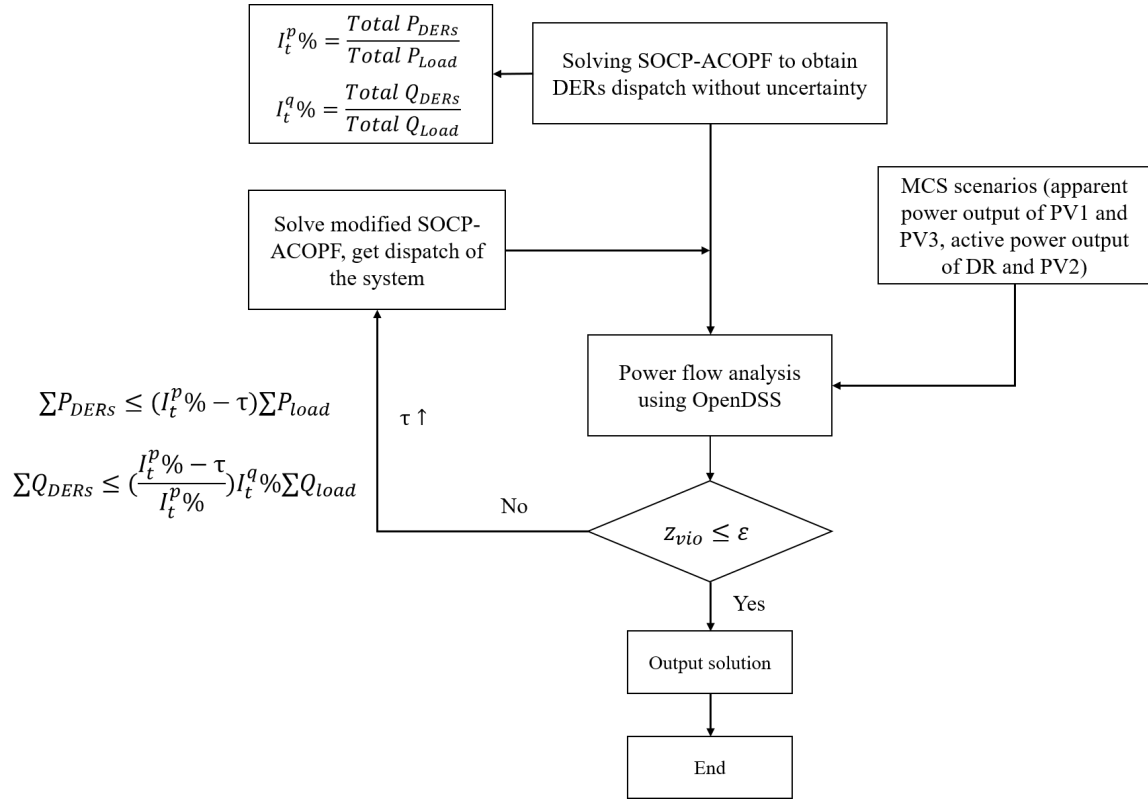 I_t^p% = Total P_DERs / Total P_Load
I_t^q% = Total Q_DERs / Total Q_Load
Solving SOCP-ACOPF to obtain
DERs dispatch without uncertainty
MCS scenarios (apparent
power output of PV1 and
PV3, active power output
of DR and PV2)
Solve modified SOCP-
ACOPF, get dispatch of
the system
Power flow analysis
using OpenDSS
∑P_DERs ≤ (I_t^p% − τ)∑P_load
τ ↑
∑Q_DERs ≤ ((I_t^p% − τ) / I_t^p%)I_t^q%∑Q_load
No
z_vio ≤ ε
Yes
Output solution
End